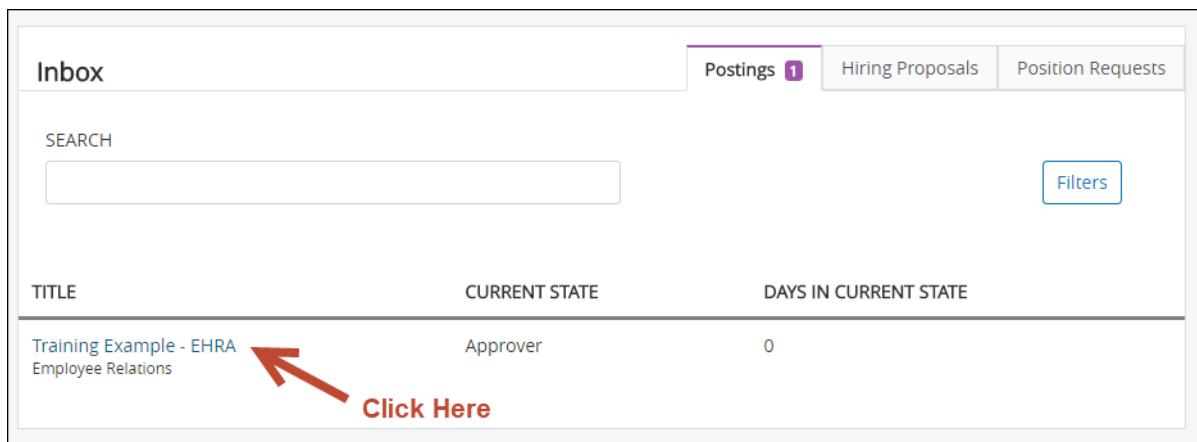 Inbox
Postings 1
Hiring Proposals
Position Requests
SEARCH
Filters
TITLE
CURRENT STATE
DAYS IN CURRENT STATE
Training Example - EHRA
Approver
0
Employee Relations
Click Here